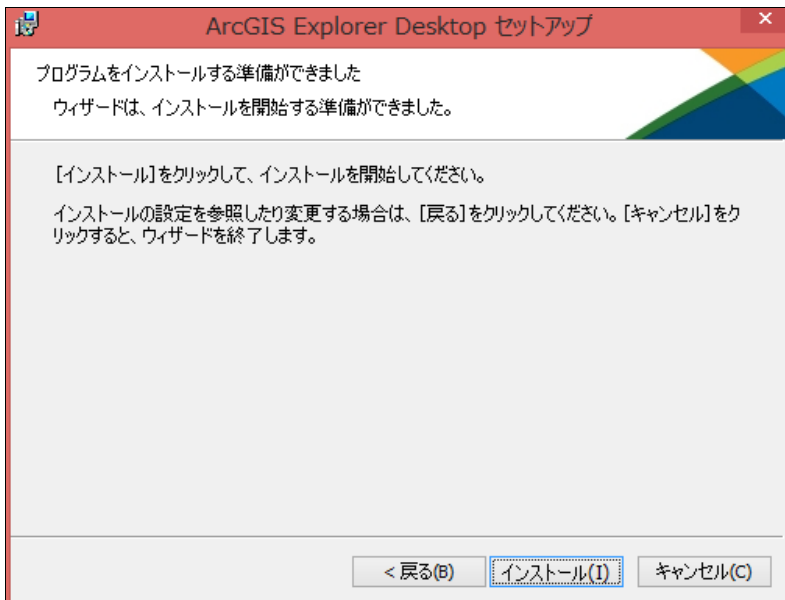 ArcGIS Explorer Desktop セットアップ
プログラムをインストールする準備ができました
ウィザードは、インストールを開始する準備ができました。
[インストール]をクリックして、インストールを開始してください。
インストールの設定を参照したり変更する場合は、[戻る]をクリックしてください。[キャンセル]をク
リックすると、ウィザードを終了します。
< 戻る(B) インストール(I) キャンセル(C)